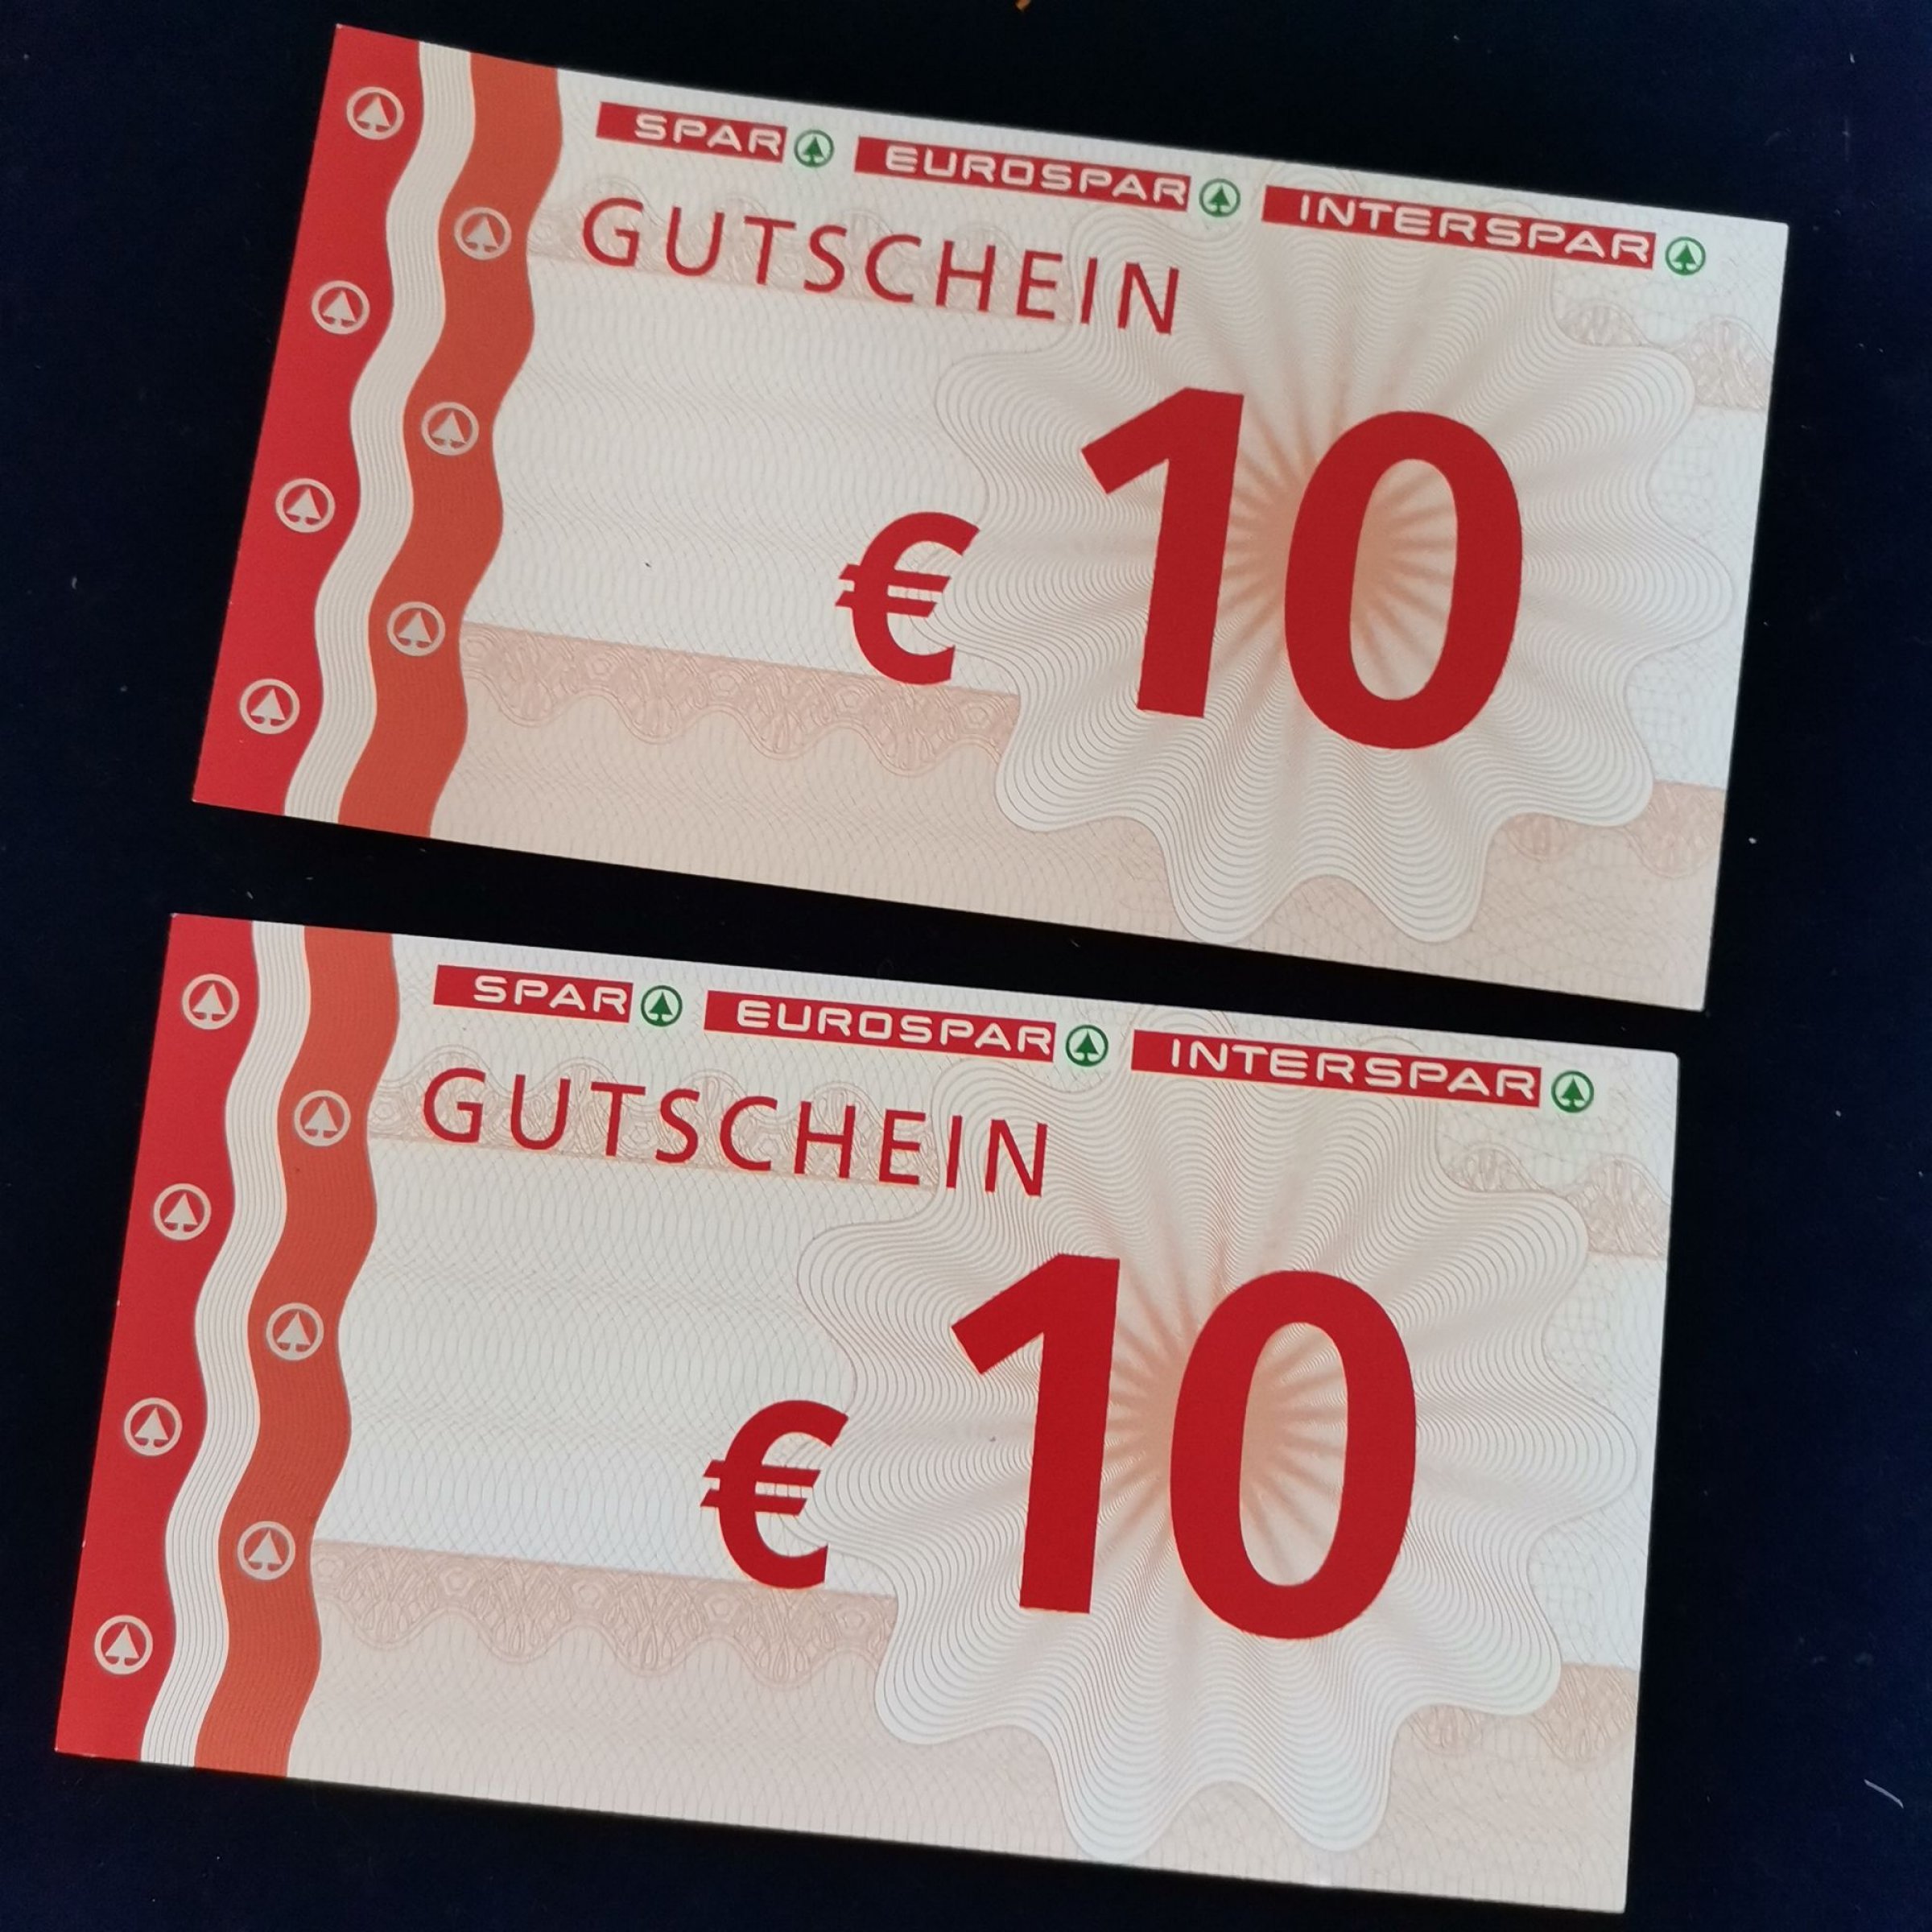 SPAR EUROSPAR INTERSPAR
GUTSCHEIN
€ 10
SPAR EUROSPAR INTERSPAR
GUTSCHEIN
€ 10